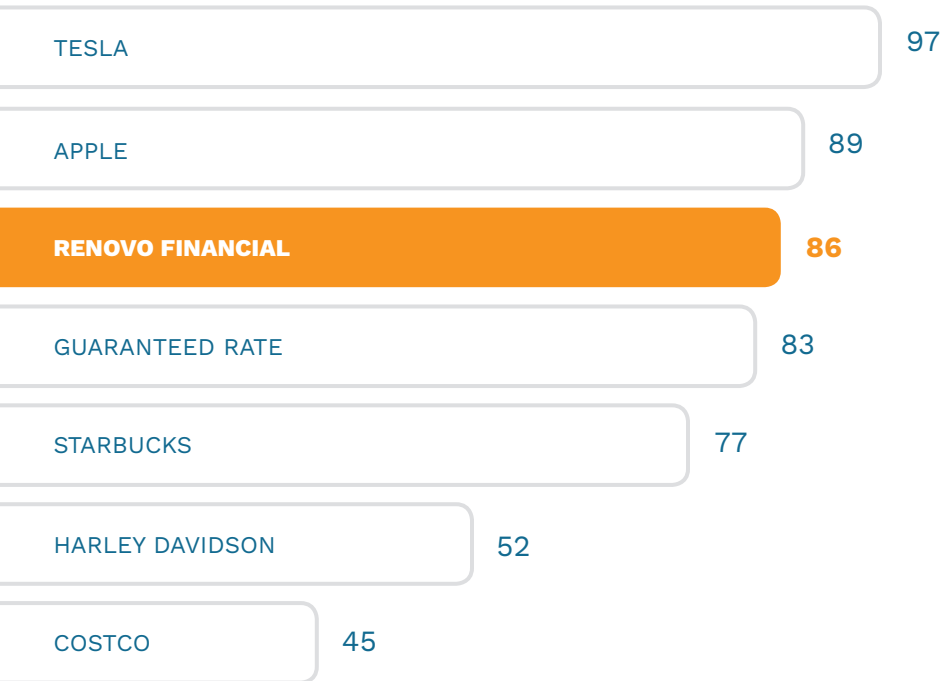 TESLA 97
APPLE 89
RENOVO FINANCIAL 86
GUARANTEED RATE 83
STARBUCKS 77
HARLEY DAVIDSON 52
COSTCO 45